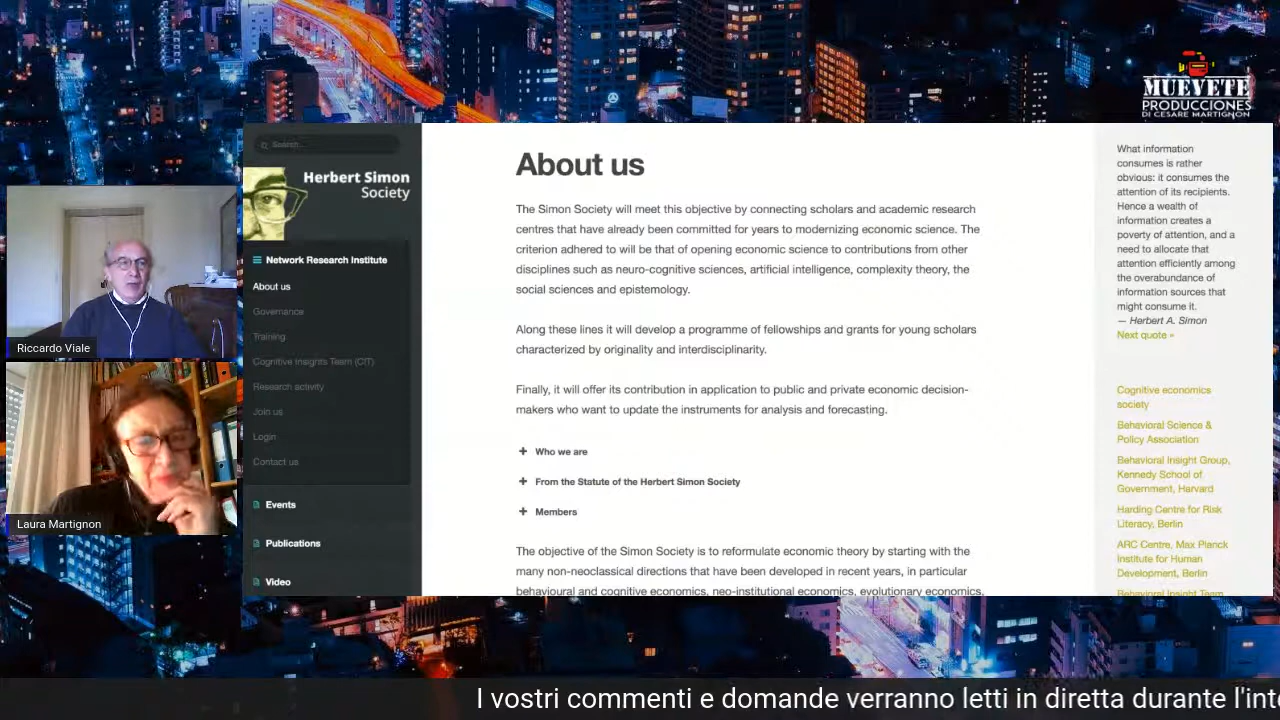 MUEVETE
PRODUCCIONES
DI CESARE MARTIGNON
Search...
Herbert Simon
Society
Network Research Institute
About us
Governance
Training
Cognitive Insights Team (CIT)
Research activity
Join us
Login
Contact us
Events
Publications
Video
Riccardo Viale
Laura Martignon
About us
The Simon Society will meet this objective by connecting scholars and academic research
centres that have already been committed for years to modernizing economic science. The
criterion adhered to will be that of opening economic science to contributions from other
disciplines such as neuro-cognitive sciences, artificial intelligence, complexity theory, the
social sciences and epistemology.
Along these lines it will develop a programme of fellowships and grants for young scholars
characterized by originality and interdisciplinarity.
Finally, it will offer its contribution in application to public and private economic decision-
makers who want to update the instruments for analysis and forecasting.
+ Who we are
+ From the Statute of the Herbert Simon Society
+ Members
The objective of the Simon Society is to reformulate economic theory by starting with the
many non-neoclassical directions that have been developed in recent years, in particular
behavioural and cognitive economics, neo-institutional economics, evolutionary economics,
What information
consumes is rather
obvious: it consumes the
attention of its recipients.
Hence a wealth of
information creates a
poverty of attention, and a
need to allocate that
attention efficiently among
the overabundance of
information sources that
might consume it.
— Herbert A. Simon
Next quote »
Cognitive economics
society
Behavioral Science &
Policy Association
Behavioral Insight Group,
Kennedy School of
Government, Harvard
Harding Centre for Risk
Literacy, Berlin
ARC Centre, Max Planck
Institute for Human
Development, Berlin
Behavioral Insight Team
I vostri commenti e domande verranno letti in diretta durante l'int